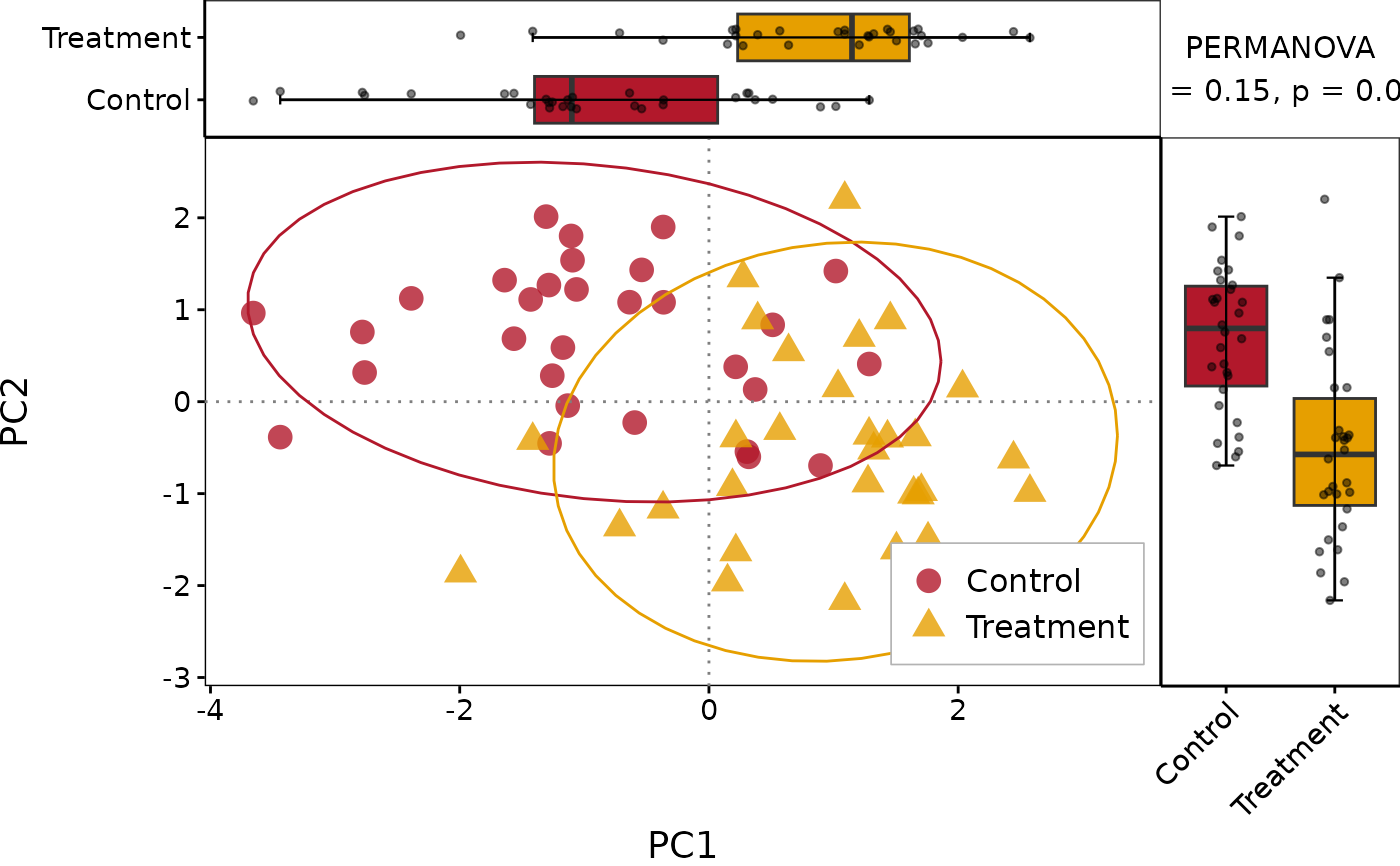 Treatment
Control
PERMANOVA
= 0.15, p = 0.0
2
1
0
-1
-2
-3
PC2
-4
-2
0
2
PC1
Control
Treatment
Control
Treatment